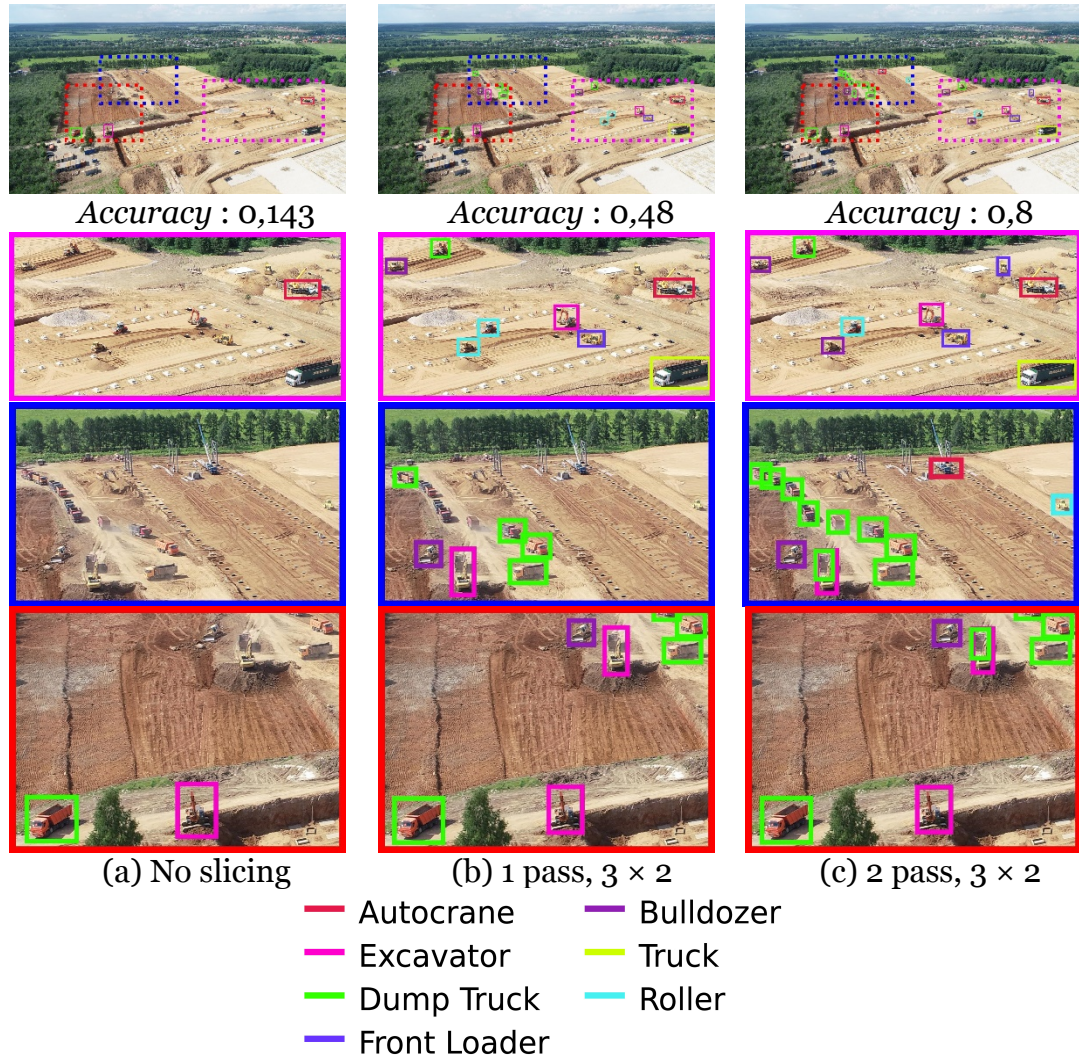 Accuracy : 0,143
Accuracy : 0,48
Accuracy : 0,8
(a) No slicing
(b) 1 pass, 3 × 2
(c) 2 pass, 3 × 2
Autocrane
Bulldozer
Excavator
Truck
Dump Truck
Roller
Front Loader